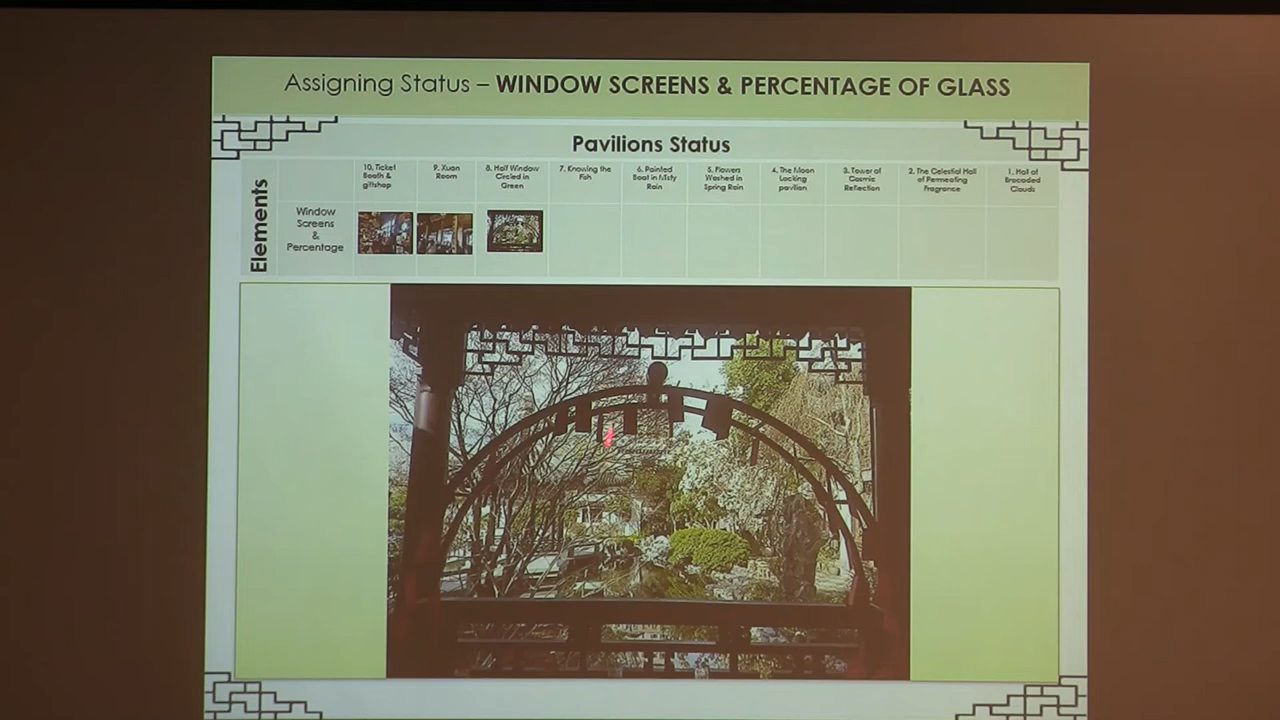 Assigning Status – WINDOW SCREENS & PERCENTAGE OF GLASS
Pavilions Status
Elements
10. Ticket
Booth &
giftshop
9. Xuan
Room
8. Half Window
Circled in
Green
7. Knowing the
Fish
6. Painted
Boat in Misty
Rain
5. Flowers
Washed in
Spring Rain
4. The Moon
Locking
pavilion
3. Tower of
Cosmic
Reflection
2. The Celestial Hall
of Permeating
Fragrance
1. Hall of
Brocaded
Clouds
Window
Screens
&
Percentage